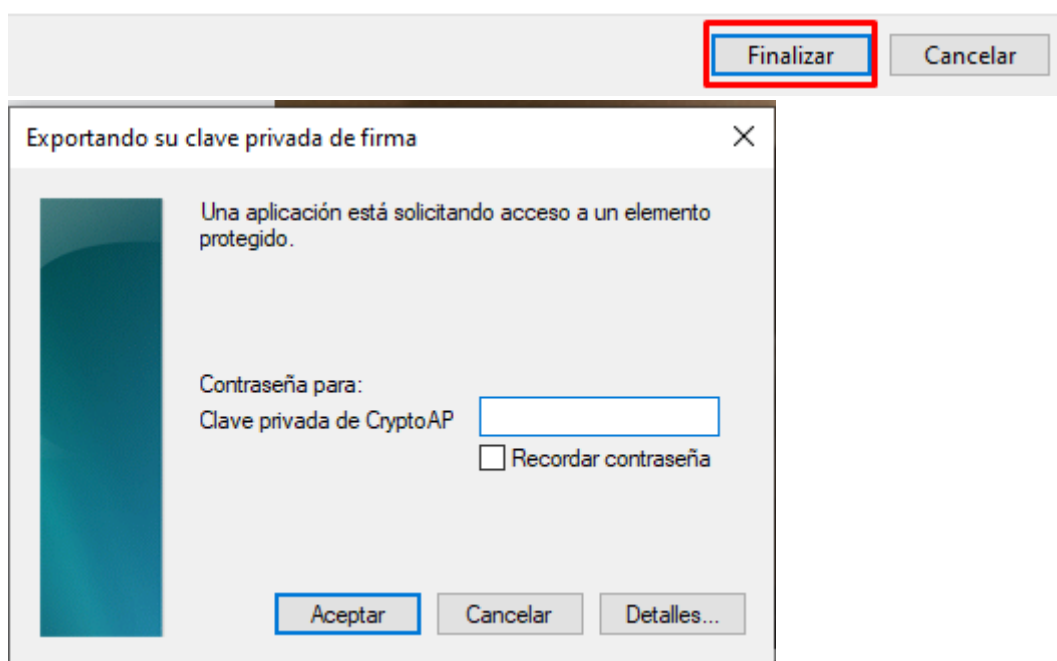 Finalizar
Cancelar
Exportando su clave privada de firma
Una aplicación está solicitando acceso a un elemento
protegido.
Contraseña para:
Clave privada de CryptoAP
Recordar contraseña
Aceptar
Cancelar
Detalles...